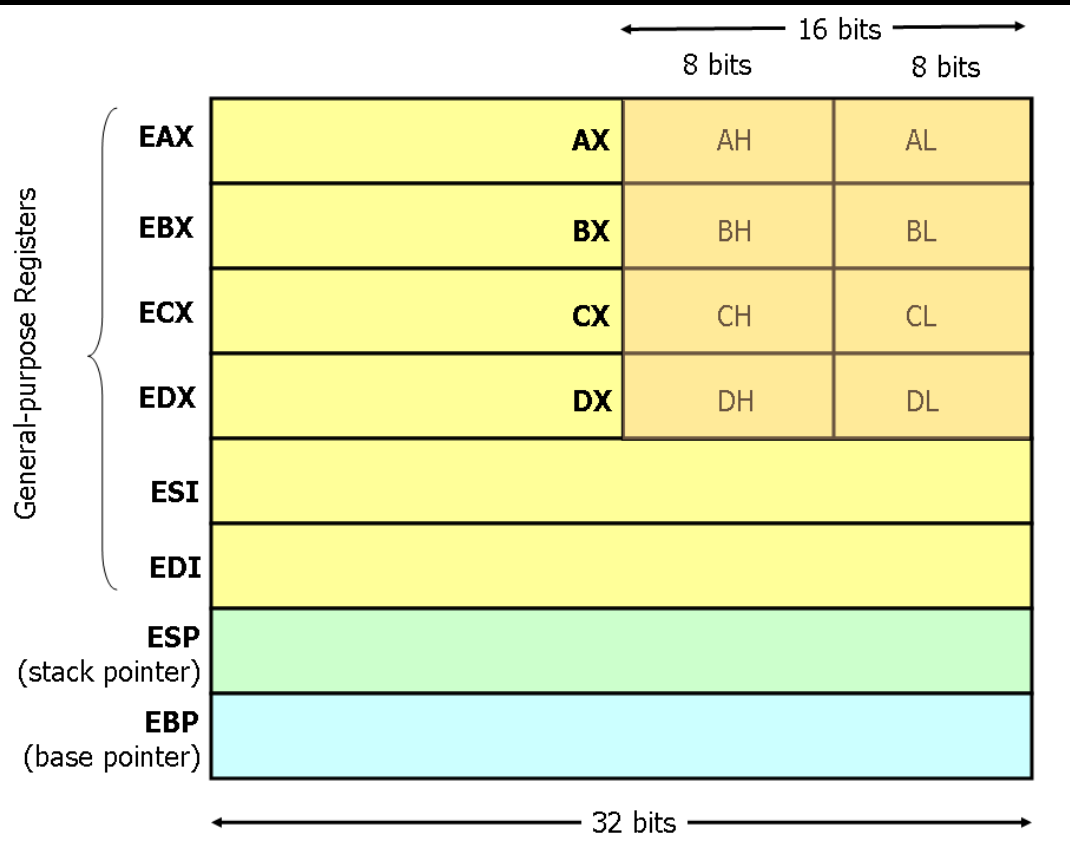 16 bits
8 bits 8 bits
EAX AX AH AL
EBX BX BH BL
ECX CX CH CL
EDX DX DH DL
ESI
EDI
ESP
(stack pointer)
EBP
(base pointer)
32 bits
General-purpose Registers